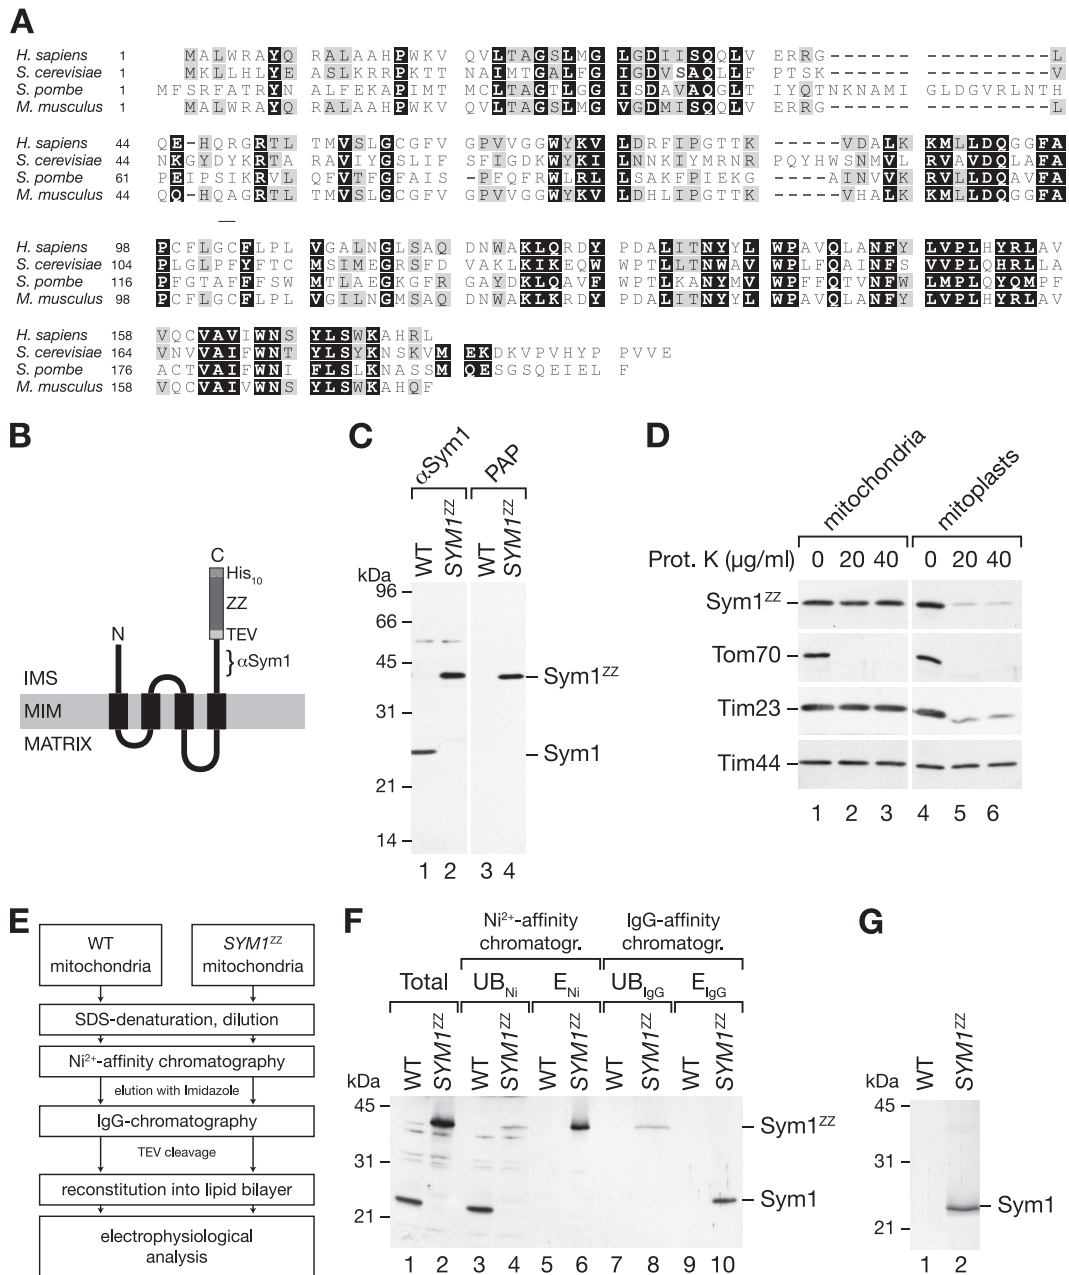 A
H. sapiens 1 MALWRAYQ RALAAHPWKV QVLTAGSLMG LGDIISQQLV ERRG------ ---------L
S. cerevisiae 1 MKLLHLYE ASLKRRPKTT NAIMTGALFG IGDVSAQLLF PTSK------ ---------V
S. pombe 1 MFSRFATRYN ALFEKAPIMT MCLTAGTLGG ISDAVAQGLT IYQTNKNAMI GLDGVRLNTH
M. musculus 1 MALWRAYQ RALAAHPWKV QVLTAGSLMG VGDMISQQLV ERRG------ ---------L
H. sapiens 44 QE-HQRGRTL TMVSLGCGFV GPVVGGWYKV LDRFIPGTTK -----VDALK KMLLDQGGFA
S. cerevisiae 44 NKGYDYKRTA RAVIYGSLIF SFIGDKWYKI LNNKIYMRNR PQYHWSNMVL RVAVDQLAFA
S. pombe 61 PEIPSIKRVL QFVTFGFAIS -PFQFRWLRL LSAKFPIEKG ----AINVVK RVLLDQAVFA
M. musculus 44 QQ-HQAGRTL TMVSLGCGFV GPVVGGWYKV LDHLIPGTTK -----VHALK KMLLDQGGFA
H. sapiens 98 PCFLGCFLPL VGALNGLSAQ DNWAKLQRDY PDALITNYYL WPAVQLANFY LVPLHYRLAV
S. cerevisiae 104 PLGLPFYFTC MSIMEGRSFD VAKLKIKEQW WPTLLTNWAV WPLFQAINFS VVPLQHRLLA
S. pombe 116 PFGTAFFFSW MTLAEGKGFR GAYDKLQAVF WPTLKANYMV WPFFQTVNFW LMPLQYQMPF
M. musculus 98 PCFLGCFLPL VGILNGMSAQ DNWAKLKRDY PDALITNYYL WPAVQLANFY LVPLHYRLAV
H. sapiens 158 VQCVAVIWNS YLSWKAHRL
S. cerevisiae 164 VNVVAIFWNT YLSYKNSKVM EKDKVPVHYP PVVE
S. pombe 176 ACTVAIFWNI FLSLKNASSM QESGSQEIEL F
M. musculus 158 VQCVAIVWNS YLSWKAHQF
B
C
His10
ZZ
TEV
N
αSym1
IMS
MIM
MATRIX
C
αSym1 PAP
WT SYM1ZZ WT SYM1ZZ
kDa
96
66
45
31
21
14
Sym1ZZ
Sym1
1 2 3 4
D
mitochondria mitoplasts
Prot. K (µg/ml) 0 20 40 0 20 40
Sym1ZZ
Tom70
Tim23
Tim44
1 2 3 4 5 6
E
WT mitochondria
SYM1ZZ mitochondria
SDS-denaturation, dilution
Ni2+-affinity chromatography
elution with Imidazole
IgG-chromatography
TEV cleavage
reconstitution into lipid bilayer
electrophysiological
analysis
F
Ni2+-affinity chromatogr.
IgG-affinity chromatogr.
Total UBNi ENi UBIgG EIgG
WT SYM1ZZ WT SYM1ZZ WT SYM1ZZ WT SYM1ZZ WT SYM1ZZ
kDa
45
31
21
Sym1ZZ
Sym1
1 2 3 4 5 6 7 8 9 10
G
WT SYM1ZZ
kDa
45
31
21
Sym1
1 2